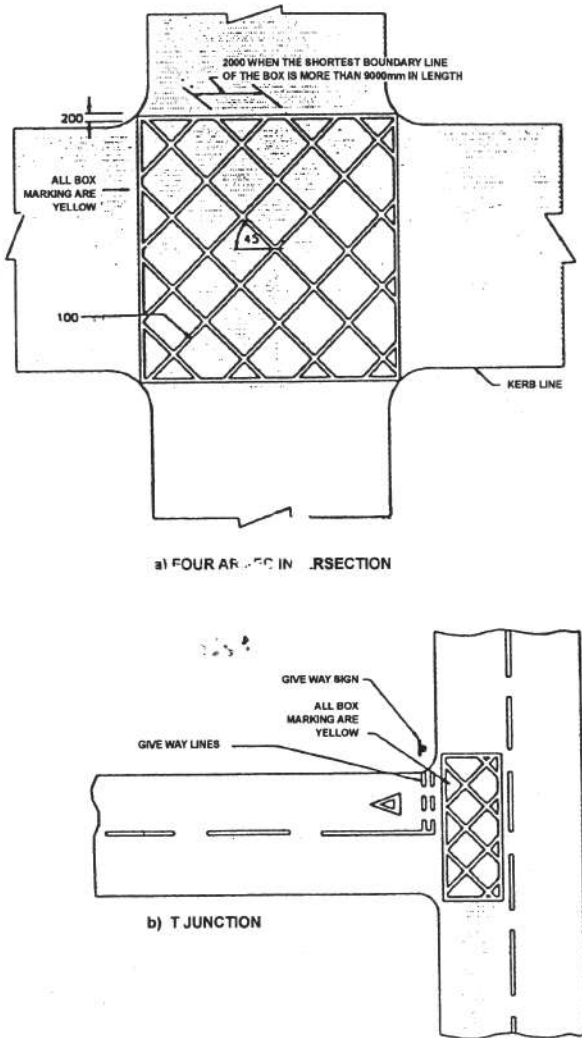 2000 WHEN THE SHORTEST BOUNDARY LINE
OF THE BOX IS MORE THAN 9000mm IN LENGTH
200
ALL BOX
MARKING ARE
YELLOW
45
100
KERB LINE
a) FOUR INTERSECTION
GIVE WAY SIGN
ALL BOX
MARKING ARE
YELLOW
GIVE WAY LINES
b) T JUNCTION